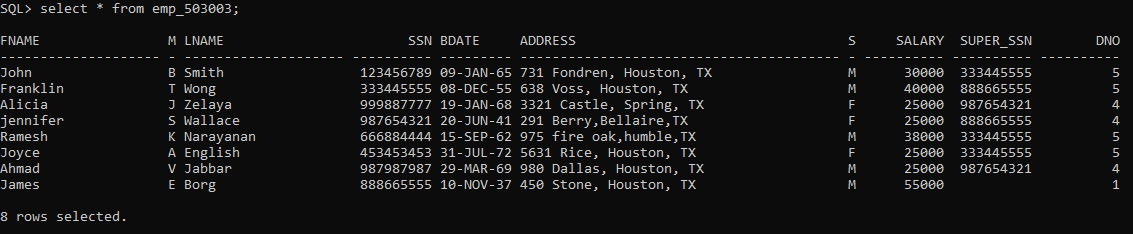 SQL> select * from emp_503003;
FNAME M LNAME SSN BDATE ADDRESS S SALARY SUPER_SSN DNO
-------------------- - -------------------- ---------- --------- ---------------------------------------- - ---------- ---------- ----------
John B Smith 123456789 09-JAN-65 731 Fondren, Houston, TX M 30000 333445555 5
Franklin T Wong 333445555 08-DEC-55 638 Voss, Houston, TX M 40000 888665555 5
Alicia J Zelaya 999887777 19-JAN-68 3321 Castle, Spring, TX F 25000 987654321 4
jennifer S Wallace 987654321 20-JUN-41 291 Berry,Bellaire,TX F 25000 888665555 4
Ramesh K Narayanan 666884444 15-SEP-62 975 fire oak,humble,TX M 38000 333445555 5
Joyce A English 453453453 31-JUL-72 5631 Rice, Houston, TX F 25000 333445555 5
Ahmad V Jabbar 987987987 29-MAR-69 980 Dallas, Houston, TX M 25000 987654321 4
James E Borg 888665555 10-NOV-37 450 Stone, Houston, TX M 55000 1
8 rows selected.